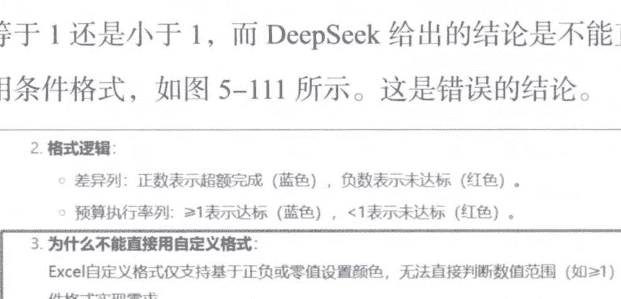 等于 1 还是小于 1，而 DeepSeek 给出的结论是不能
用条件格式，如图 5-111 所示。这是错误的结论。
2. 格式逻辑：
○ 差异列：正数表示超额完成（蓝色），负数表示未达标（红色）。
○ 预算执行率列：≥1表示达标（蓝色），<1表示未达标（红色）。
3. 为什么不能直接用自定义格式：
Excel自定义格式仅支持基于正负或零值设置颜色，无法直接判断数值范围（如≥1）
件格式实现需求